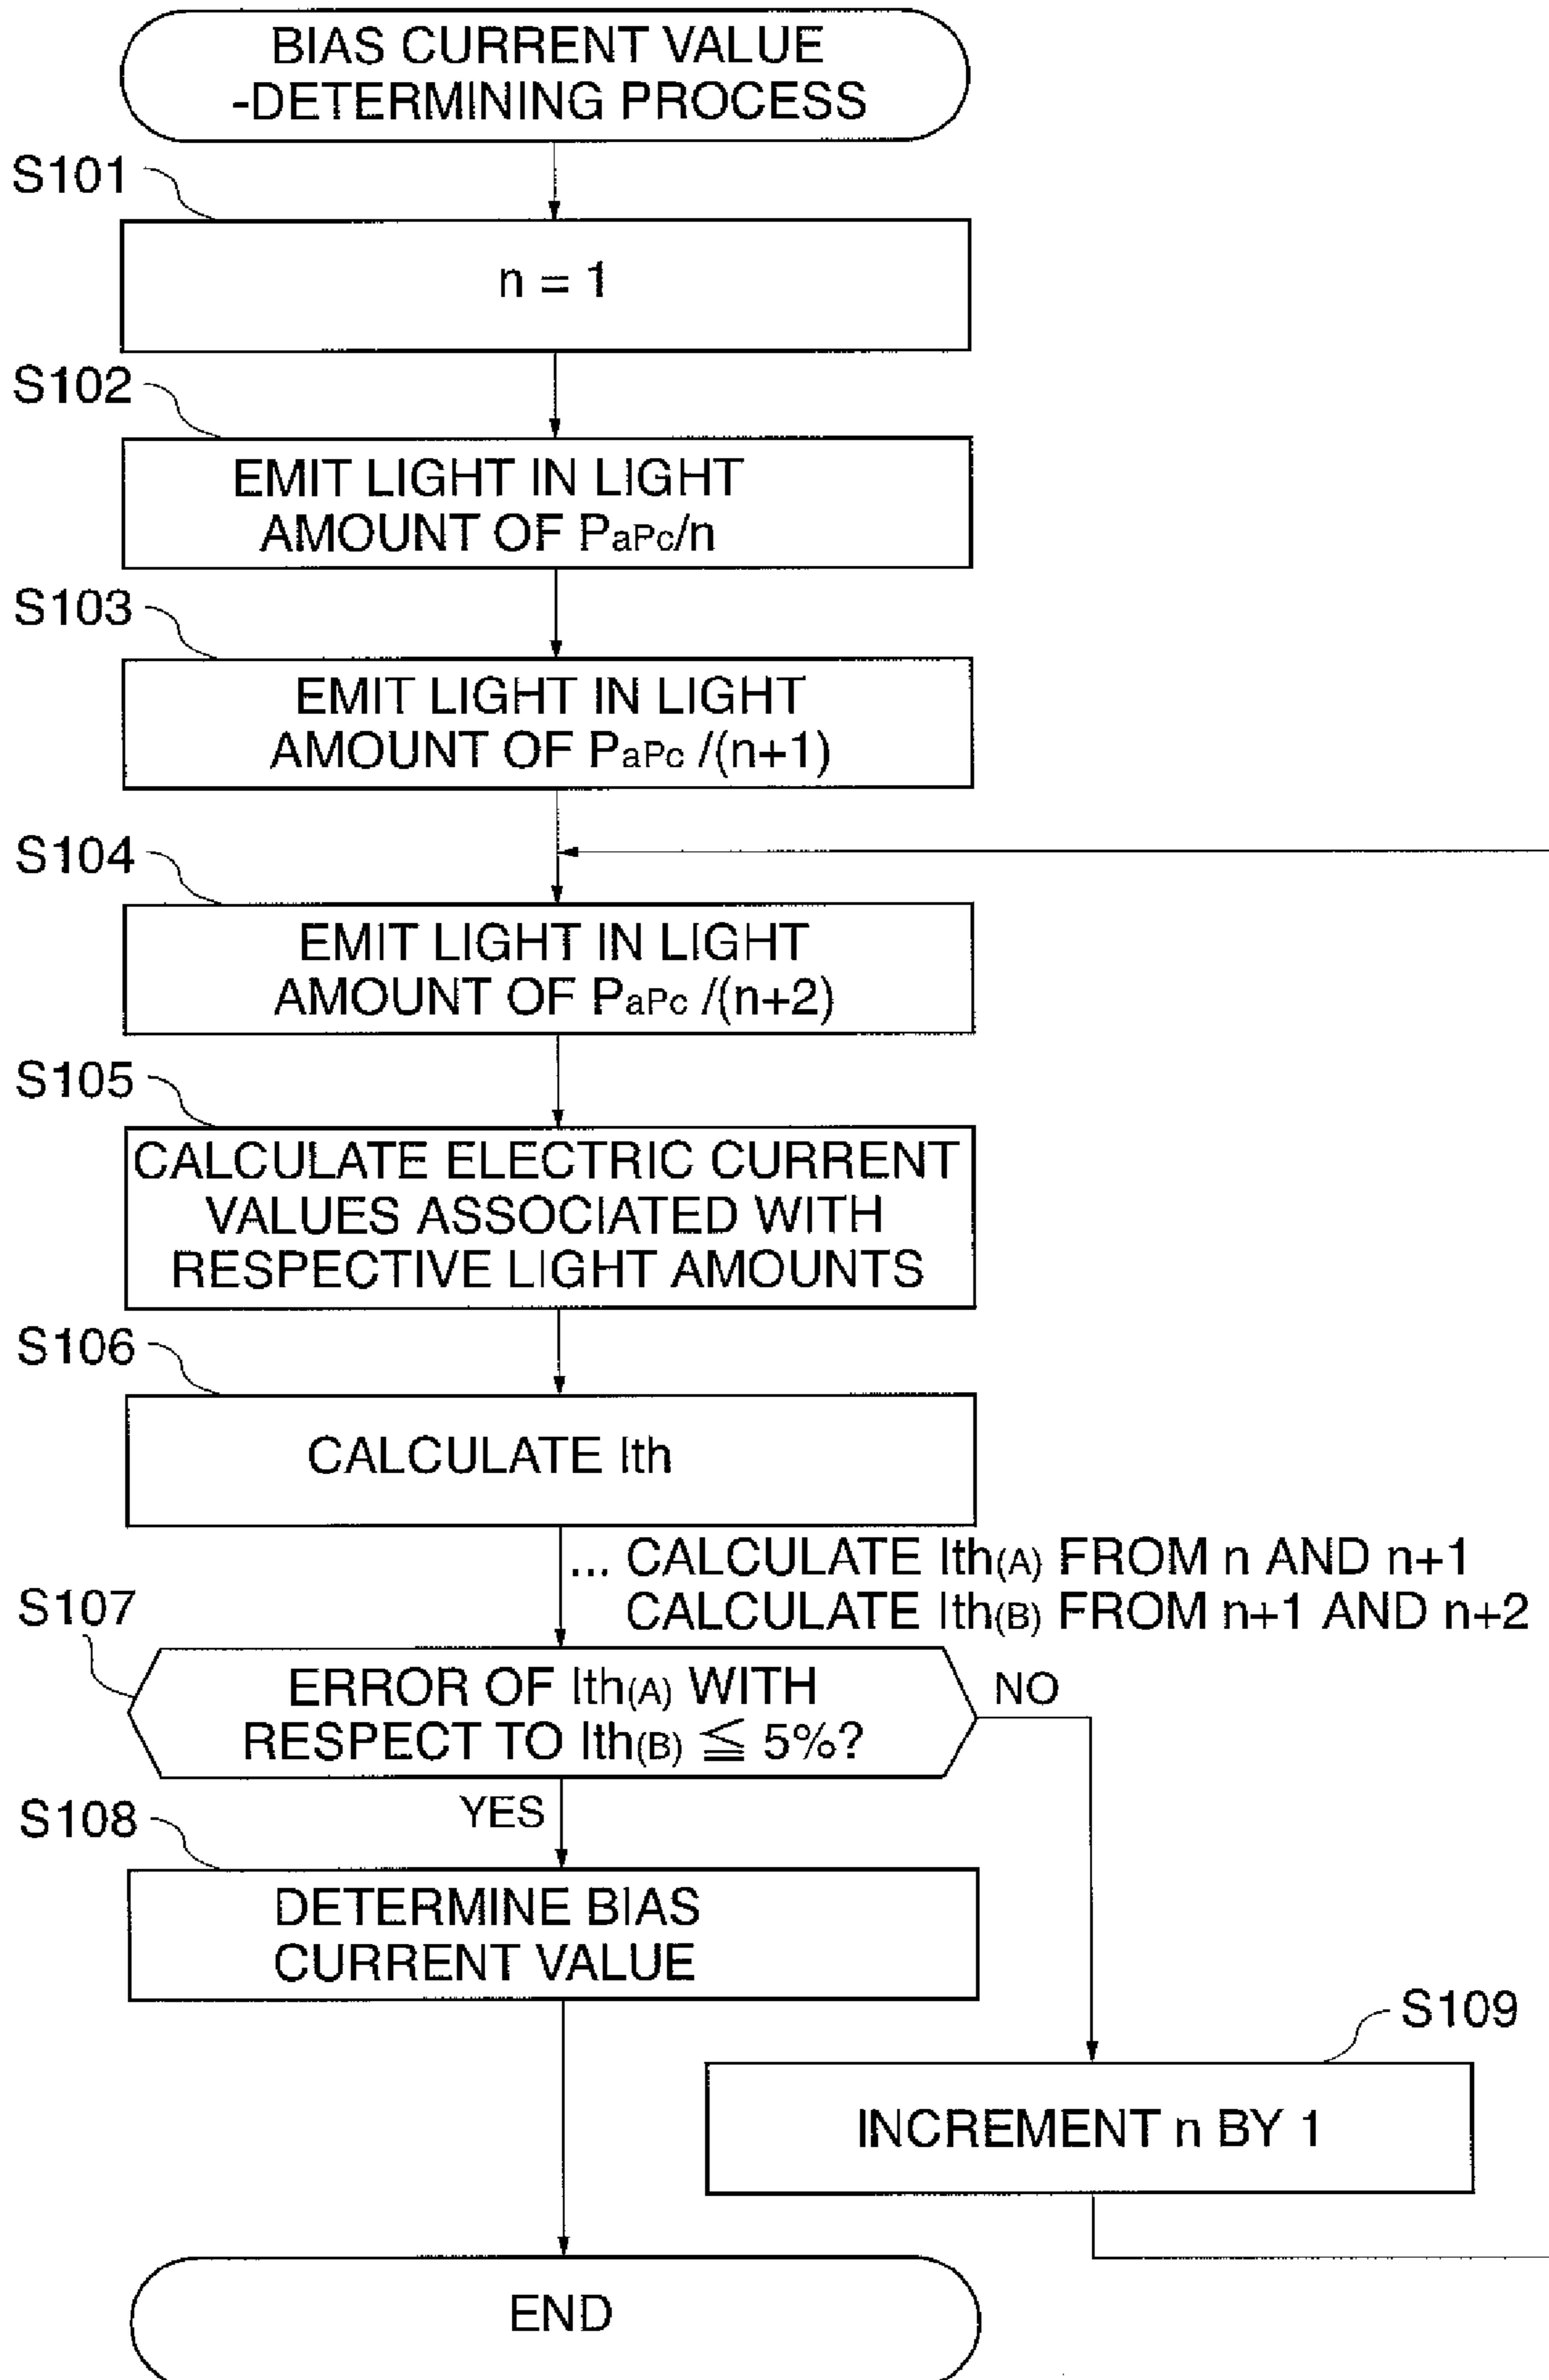 BIAS CURRENT VALUE
-DETERMINING PROCESS
S101
n = 1
S102
EMIT LIGHT IN LIGHT
AMOUNT OF PaPc/n
S103
EMIT LIGHT IN LIGHT
AMOUNT OF PaPc /(n+1)
S104
EMIT LIGHT IN LIGHT
AMOUNT OF PaPc /(n+2)
S105
CALCULATE ELECTRIC CURRENT
VALUES ASSOCIATED WITH
RESPECTIVE LIGHT AMOUNTS
S106
CALCULATE Ith
... CALCULATE Ith(A) FROM n AND n+1
CALCULATE Ith(B) FROM n+1 AND n+2
S107
ERROR OF Ith(A) WITH
RESPECT TO Ith(B) ≦ 5%?
NO
YES
S108
DETERMINE BIAS
CURRENT VALUE
S109
INCREMENT n BY 1
END